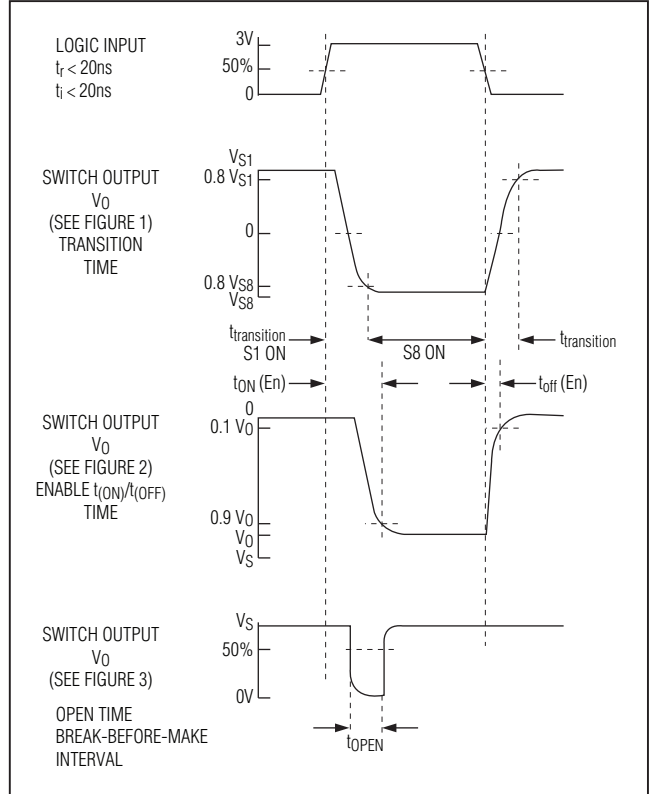 LOGIC INPUT
tr < 20ns
ti < 20ns
3V
50%
0
SWITCH OUTPUT
VO
(SEE FIGURE 1)
TRANSITION
TIME
VS1
0.8 VS1
0
0.8 VS8
VS8
ttransition
S1 ON
S8 ON
ttransition
tON (En)
toff (En)
SWITCH OUTPUT
VO
(SEE FIGURE 2)
ENABLE t(ON)/t(OFF)
TIME
0
0.1 VO
0.9 VO
VO
VS
SWITCH OUTPUT
VO
(SEE FIGURE 3)
VS
50%
0V
OPEN TIME
BREAK-BEFORE-MAKE
INTERVAL
tOPEN